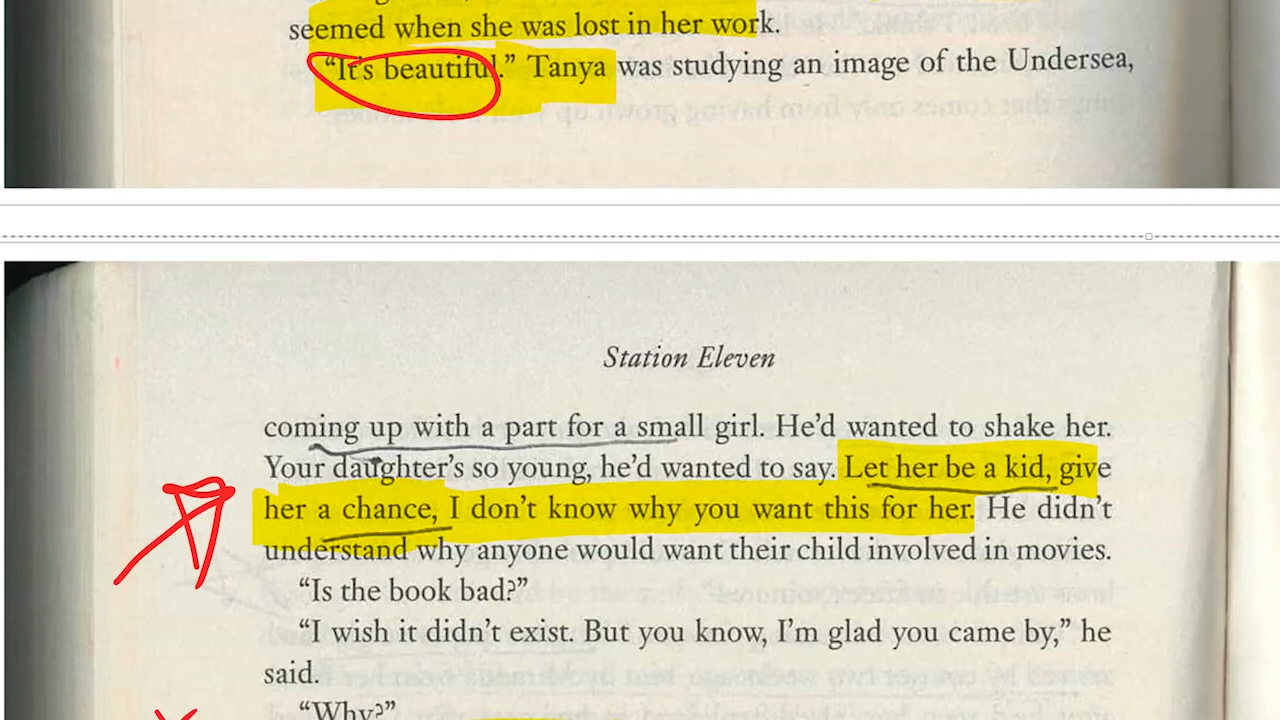 seemed when she was lost in her work.
“It’s beautiful.” Tanya was studying an image of the Undersea,
Station Eleven
coming up with a part for a small girl. He’d wanted to shake her.
Your daughter’s so young, he’d wanted to say. Let her be a kid, give
her a chance, I don’t know why you want this for her. He didn’t
understand why anyone would want their child involved in movies.
“Is the book bad?”
“I wish it didn’t exist. But you know, I’m glad you came by,” he
said.
“Why?”